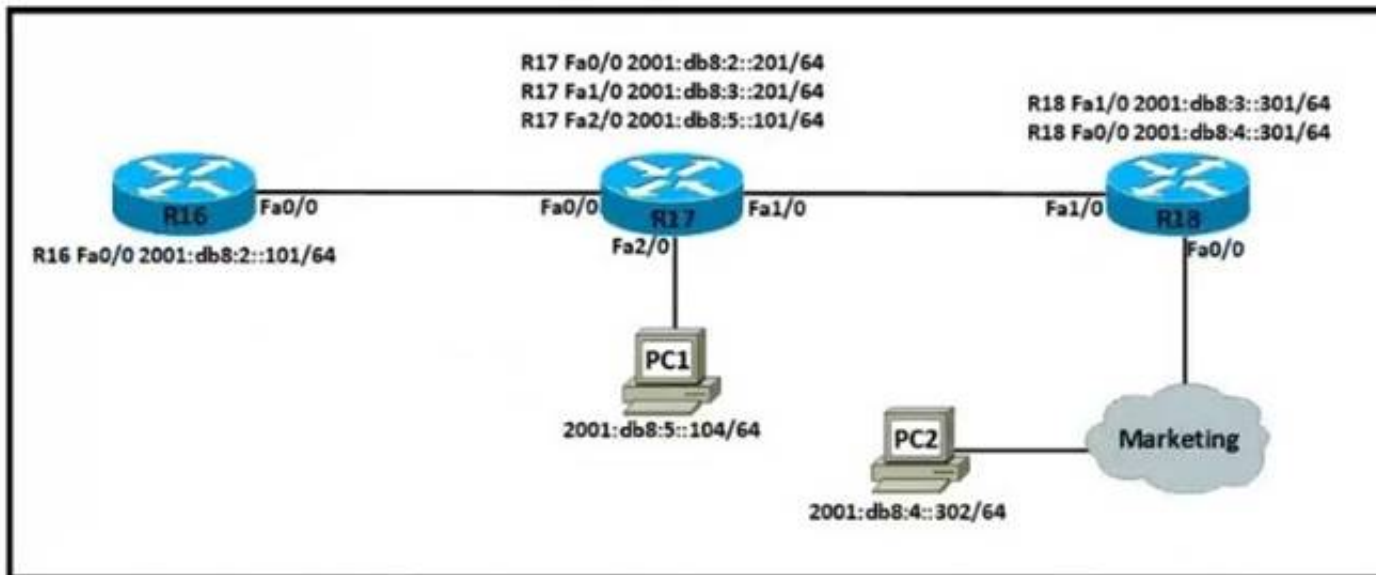 R17 Fa0/0 2001:db8:2::201/64
R17 Fa1/0 2001:db8:3::201/64
R17 Fa2/0 2001:db8:5::101/64
R18 Fa1/0 2001:db8:3::301/64
R18 Fa0/0 2001:db8:4::301/64
R16
Fa0/0
Fa0/0
R17
Fa1/0
Fa1/0
R18
Fa2/0
Fa0/0
R16 Fa0/0 2001:db8:2::101/64
PC1
2001:db8:5::104/64
PC2
Marketing
2001:db8:4::302/64